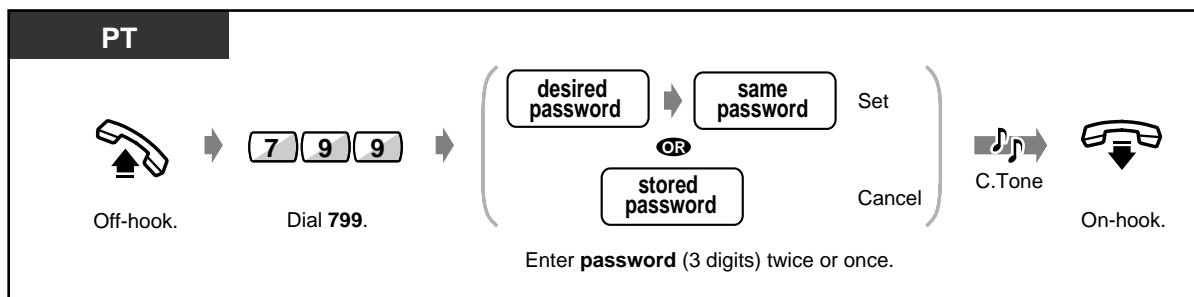 PT
desired
password
same
password
Set
OR
stored
password
Cancel
7 9 9
C.Tone
Off-hook.
Dial 799.
On-hook.
Enter password (3 digits) twice or once.